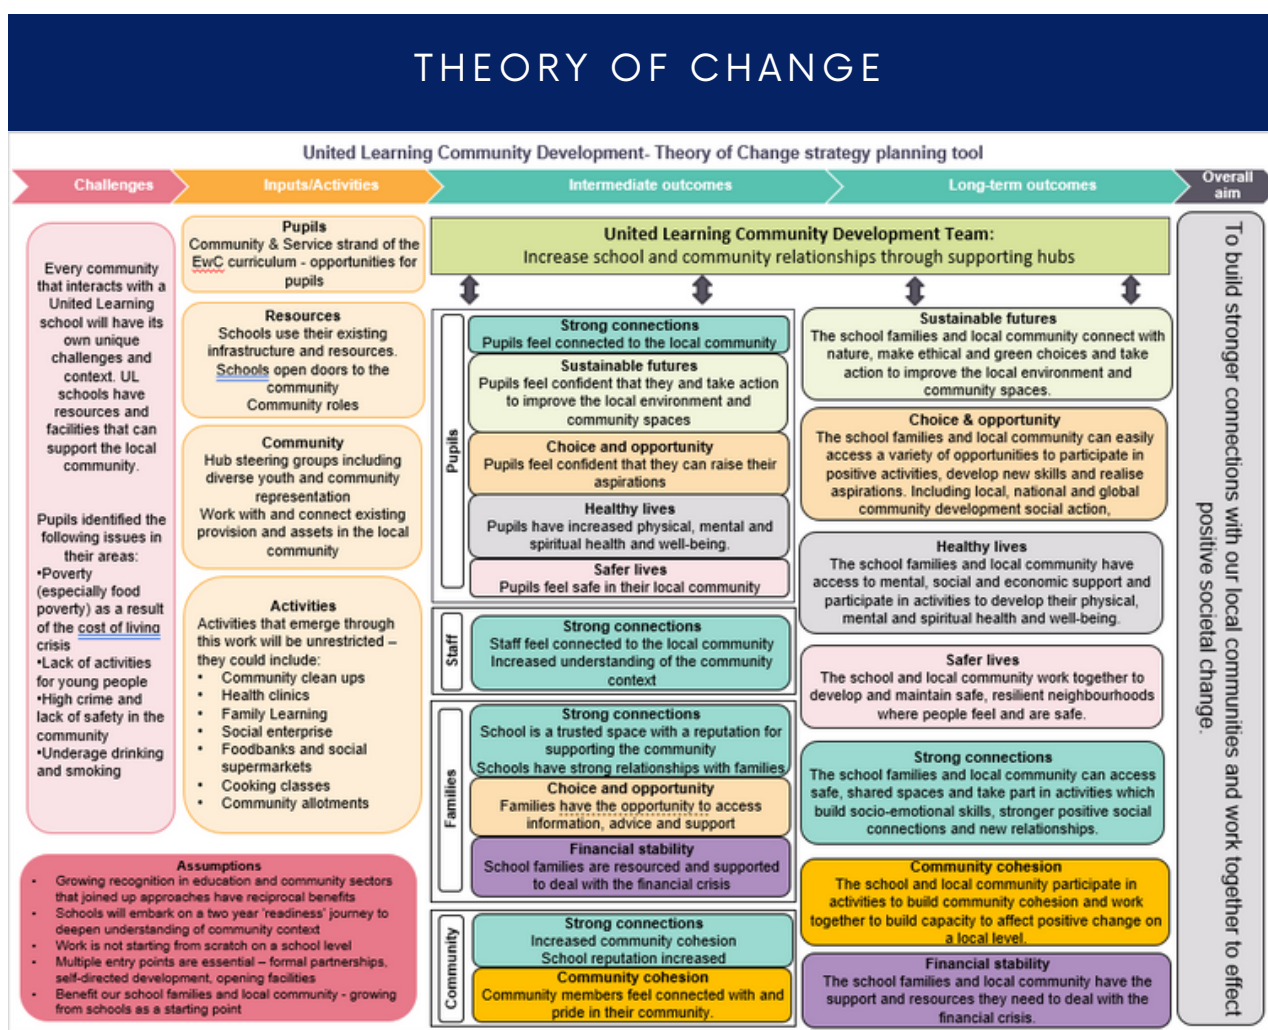 THEORY OF CHANGE
United Learning Community Development- Theory of Change strategy planning tool
Challenges
Inputs/Activities
Intermediate outcomes
Long-term outcomes
Overall
aim
Every community
that interacts with a
United Learning
school will have its
own unique
challenges and
context. UL
schools have
resources and
facilities that can
support the local
community.
Pupils identified the
following issues in
their areas:
•Poverty
(especially food
poverty) as a result
of the cost of living
crisis
•Lack of activities
for young people
•High crime and
lack of safety in the
community
•Underage drinking
and smoking
Pupils
Community & Service strand of the
EwC curriculum - opportunities for
pupils
Resources
Schools use their existing
infrastructure and resources.
Schools open doors to the
community
Community roles
Community
Hub steering groups including
diverse youth and community
representation
Work with and connect existing
provision and assets in the local
community
Activities
Activities that emerge through
this work will be unrestricted –
they could include:
• Community clean ups
• Health clinics
• Family Learning
• Social enterprise
• Foodbanks and social
supermarkets
• Cooking classes
• Community allotments
Assumptions
• Growing recognition in education and community sectors
that joined up approaches have reciprocal benefits
• Schools will embark on a two year 'readiness' journey to
deepen understanding of community context
• Work is not starting from scratch on a school level
• Multiple entry points are essential – formal partnerships,
self-directed development, opening facilities
• Benefit our school families and local community - growing
from schools as a starting point
United Learning Community Development Team:
Increase school and community relationships through supporting hubs
Pupils
Strong connections
Pupils feel connected to the local community
Sustainable futures
Pupils feel confident that they and take action
to improve the local environment and
community spaces
Choice and opportunity
Pupils feel confident that they can raise their
aspirations
Healthy lives
Pupils have increased physical, mental and
spiritual health and well-being.
Safer lives
Pupils feel safe in their local community
Staff
Strong connections
Staff feel connected to the local community
Increased understanding of the community
context
Families
Strong connections
School is a trusted space with a reputation for
supporting the community
Schools have strong relationships with families
Choice and opportunity
Families have the opportunity to access
information, advice and support
Financial stability
School families are resourced and supported
to deal with the financial crisis
Community
Strong connections
Increased community cohesion
School reputation increased
Community cohesion
Community members feel connected with and
pride in their community.
Sustainable futures
The school families and local community connect with
nature, make ethical and green choices and take
action to improve the local environment and
community spaces.
Choice & opportunity
The school families and local community can easily
access a variety of opportunities to participate in
positive activities, develop new skills and realise
aspirations. Including local, national and global
community development social action,
Healthy lives
The school families and local community have
access to mental, social and economic support and
participate in activities to develop their physical,
mental and spiritual health and well-being.
Safer lives
The school and local community work together to
develop and maintain safe, resilient neighbourhoods
where people feel and are safe.
Strong connections
The school families and local community can access
safe, shared spaces and take part in activities which
build socio-emotional skills, stronger positive social
connections and new relationships.
Community cohesion
The school and local community participate in
activities to build community cohesion and work
together to build capacity to affect positive change on
a local level.
Financial stability
The school families and local community have the
support and resources they need to deal with the
financial crisis.
To build stronger connections with our local communities and work together to effect
positive societal change.